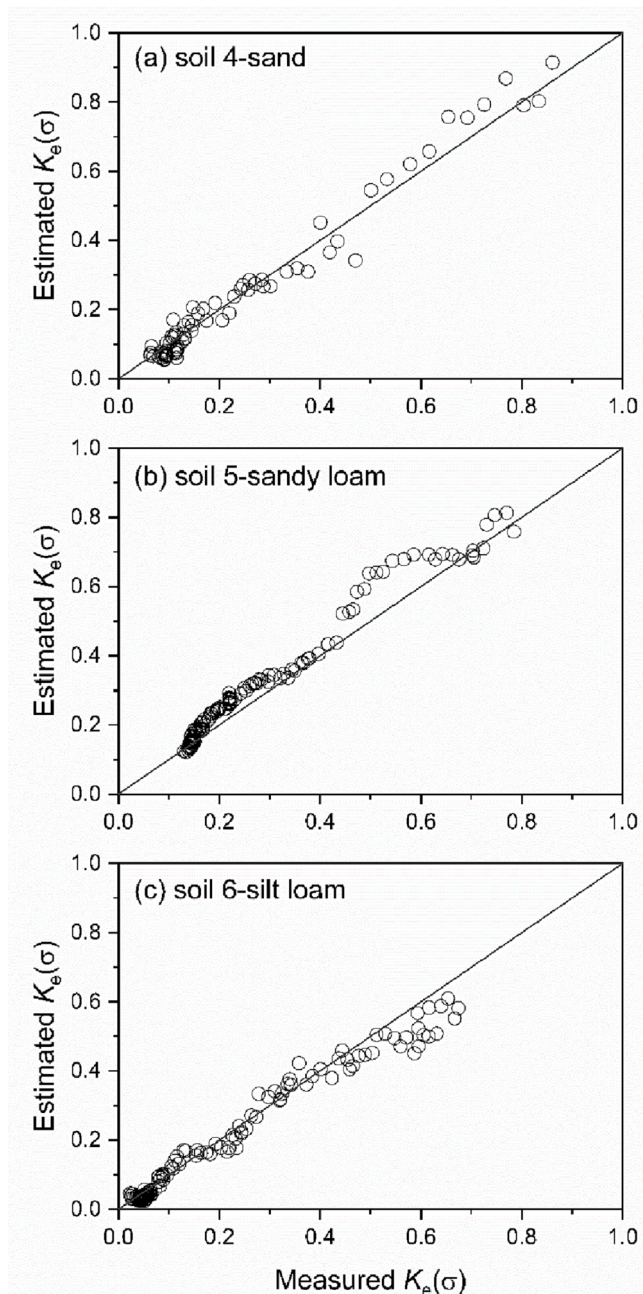 (a) soil 4-sand
1.0
0.8
0.6
0.4
0.2
0.0
Estimated Ke(σ)
0.0 0.2 0.4 0.6 0.8 1.0
(b) soil 5-sandy loam
1.0
0.8
0.6
0.4
0.2
0.0
Estimated Ke(σ)
0.0 0.2 0.4 0.6 0.8 1.0
(c) soil 6-silt loam
1.0
0.8
0.6
0.4
0.2
0.0
Estimated Ke(σ)
0.0 0.2 0.4 0.6 0.8 1.0
Measured Ke(σ)